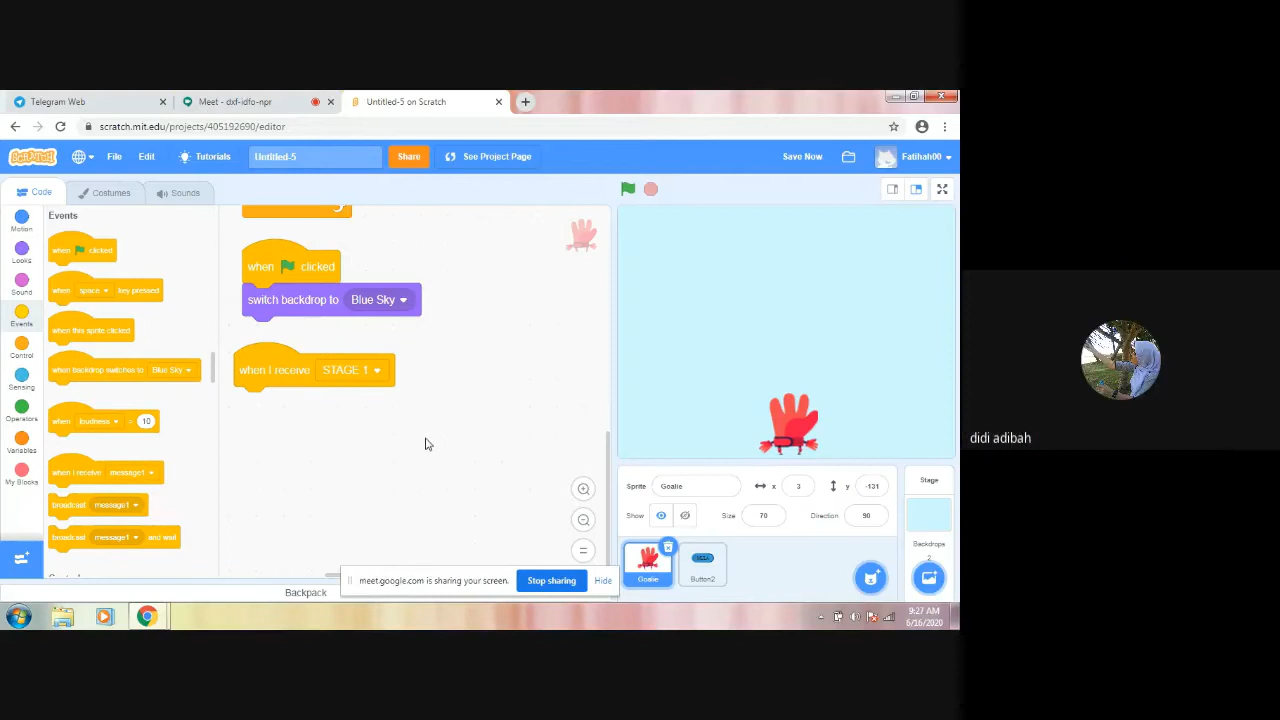 Telegram Web
Meet - dxf-idfo-npr
Untitled-5 on Scratch
scratch.mit.edu/projects/405192690/editor
SCRATCH
File
Edit
Tutorials
Untitled-5
Share
See Project Page
Save Now
Fatihah00
Code
Costumes
Sounds
Motion
Looks
Sound
Events
Control
Sensing
Operators
Variables
My Blocks
Events
when clicked
when space key pressed
when this sprite clicked
when backdrop switches to Blue Sky
when loudness > 10
when I receive message1
broadcast message1
broadcast message1 and wait
when clicked
switch backdrop to Blue Sky
when I receive STAGE 1
Sprite Goalie x 3 y -131
Show Size 70 Direction 90
Goalie
Button2
Stage
Backdrops
2
Backpack
meet.google.com is sharing your screen.
Stop sharing
Hide
9:27 AM
6/16/2020
didi adibah